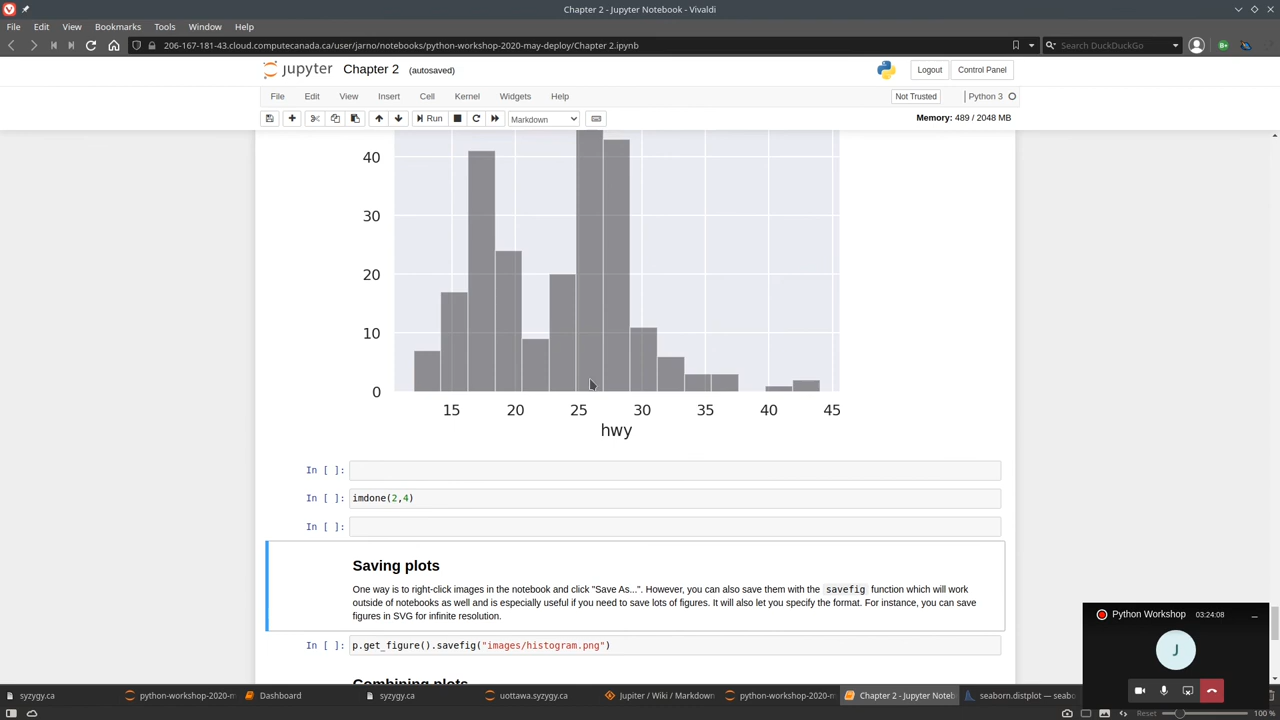 Chapter 2 - Jupyter Notebook - Vivaldi
File Edit View Bookmarks Tools Window Help
206-167-181-43.cloud.computecanada.ca/user/jarno/notebooks/python-workshop-2020-may-deploy/Chapter 2.ipynb
Search DuckDuckGo
jupyter Chapter 2 (autosaved)
Logout Control Panel
File Edit View Insert Cell Kernel Widgets Help
Not Trusted Python 3
Run Markdown Memory: 489 / 2048 MB
40
30
20
10
0
15 20 25 30 35 40 45
hwy
In [ ]:
In [ ]: imdone(2,4)
In [ ]:
Saving plots
One way is to right-click images in the notebook and click "Save As...". However, you can also save them with the savefig function which will work
outside of notebooks as well and is especially useful if you need to save lots of figures. It will also let you specify the format. For instance, you can save
figures in SVG for infinite resolution.
In [ ]: p.get_figure().savefig("images/histogram.png")
Combining plots
Python Workshop 03:24:08
J
syzygy.ca python-workshop-2020-m Dashboard syzygy.ca uottawa.syzygy.ca Jupiter / Wiki / Markdown python-workshop-2020-m Chapter 2 - Jupyter Noteb seaborn.distplot — seabo
Reset 100 %